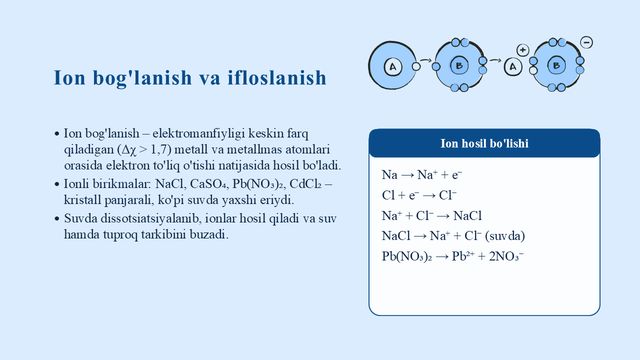 Ion bog'lanish va ifloslanish
• Ion bog'lanish – elektromanfiyligi keskin farq
qiladigan (Δχ > 1,7) metall va metallmas atomlari
orasida elektron to'liq o'tishi natijasida hosil bo'ladi.
• Ionli birikmalar: NaCl, CaSO₄, Pb(NO₃)₂, CdCl₂ –
kristall panjarali, ko'pi suvda yaxshi eriydi.
• Suvda dissotsiatsiyalanib, ionlar hosil qiladi va suv
hamda tuproq tarkibini buzadi.
A → B → A + B −
Ion hosil bo'lishi
Na → Na⁺ + e⁻
Cl + e⁻ → Cl⁻
Na⁺ + Cl⁻ → NaCl
NaCl → Na⁺ + Cl⁻ (suvda)
Pb(NO₃)₂ → Pb²⁺ + 2NO₃⁻